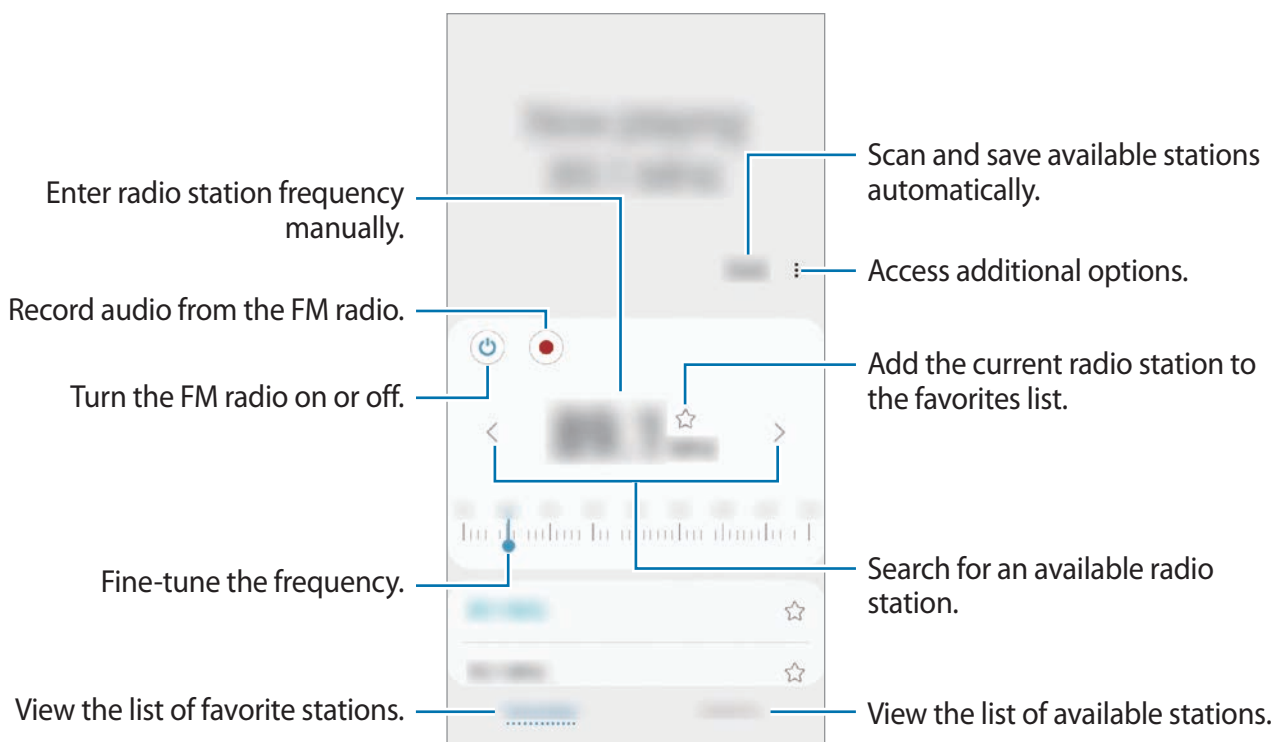 Scan and save available stations
automatically.
Enter radio station frequency
manually.
Access additional options.
Record audio from the FM radio.
Add the current radio station to
the favorites list.
Turn the FM radio on or off.
Search for an available radio
station.
Fine-tune the frequency.
View the list of favorite stations.
View the list of available stations.